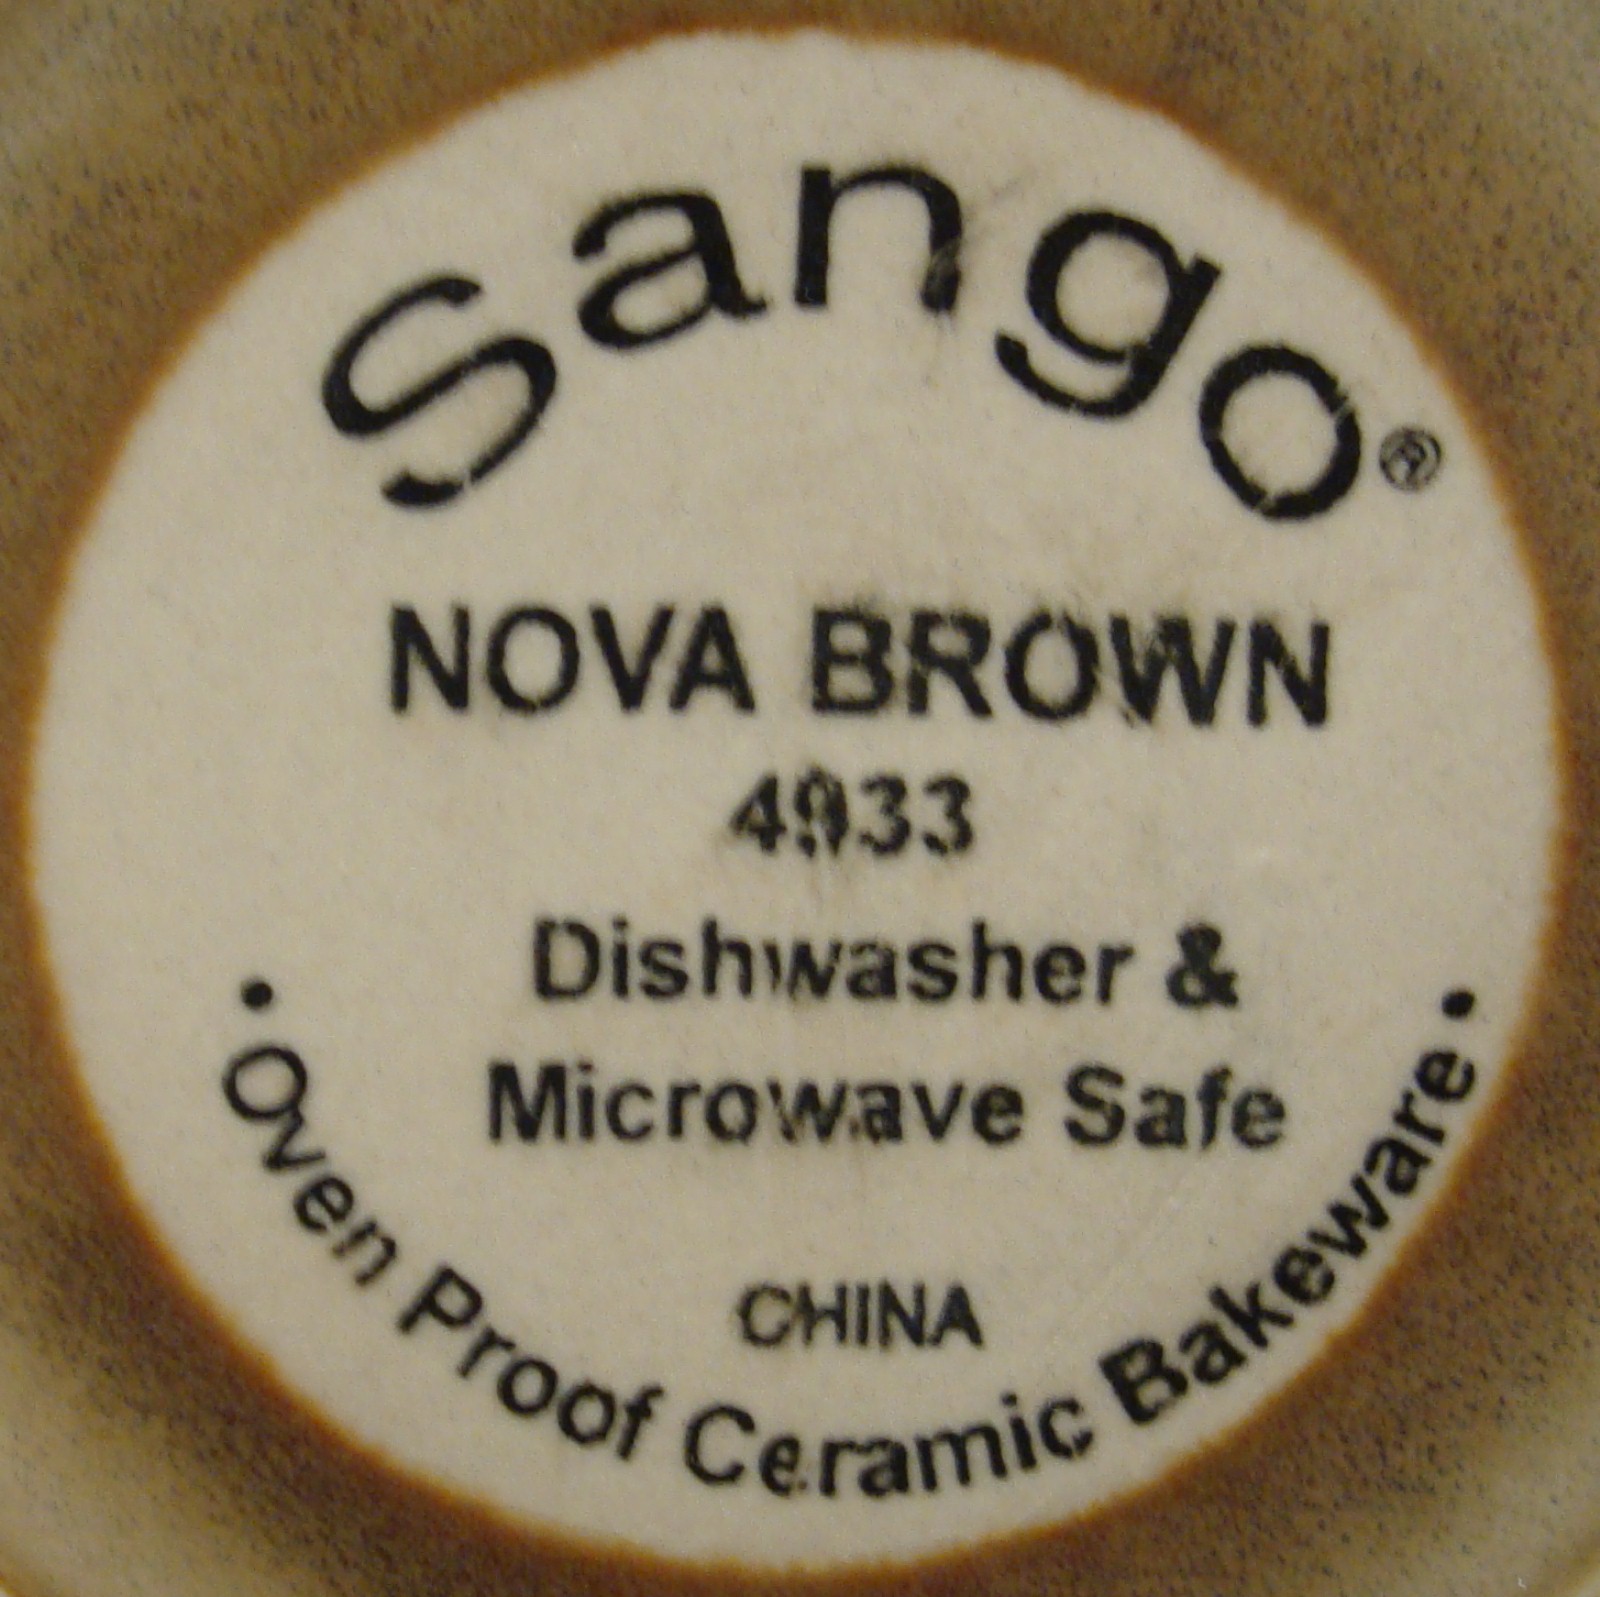 Sango®
NOVA BROWN
4933
Dishwasher &
Microwave Safe
CHINA
• Oven Proof Ceramic Bakeware •